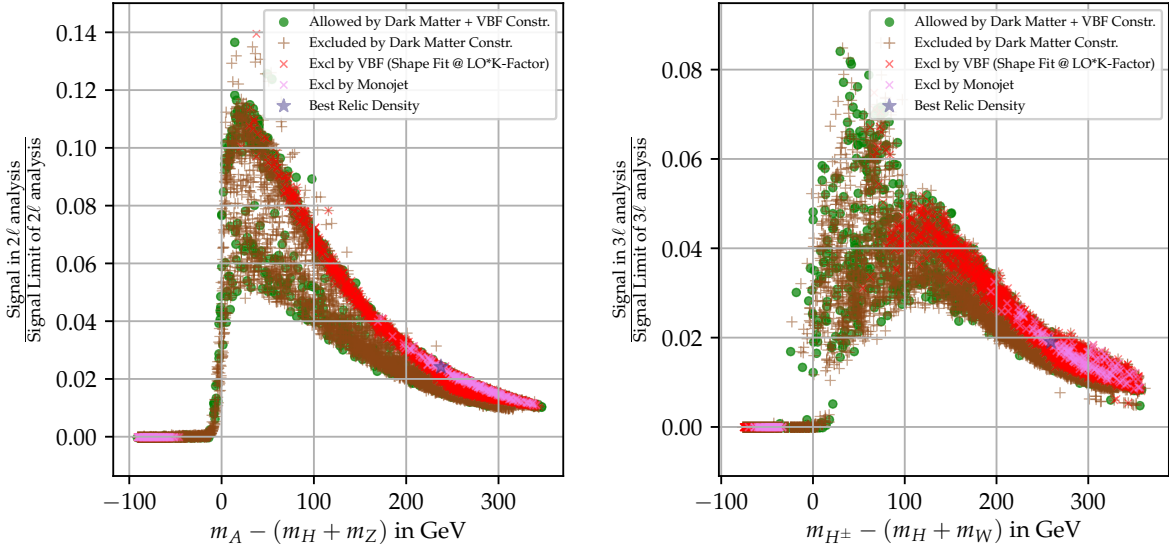 Allowed by Dark Matter + VBF Constr.
Excluded by Dark Matter Constr.
Excl by VBF (Shape Fit @ LO*K-Factor)
Excl by Monojet
Best Relic Density
0.14
0.12
0.10
0.08
0.06
0.04
0.02
0.00
Signal in 2ℓ analysis
Signal Limit of 2ℓ analysis
−100 0 100 200 300
m_A − (m_H + m_Z) in GeV
Allowed by Dark Matter + VBF Constr.
Excluded by Dark Matter Constr.
Excl by VBF (Shape Fit @ LO*K-Factor)
Excl by Monojet
Best Relic Density
0.08
0.06
0.04
0.02
0.00
Signal in 3ℓ analysis
Signal Limit of 3ℓ analysis
−100 0 100 200 300
m_{H^±} − (m_H + m_W) in GeV